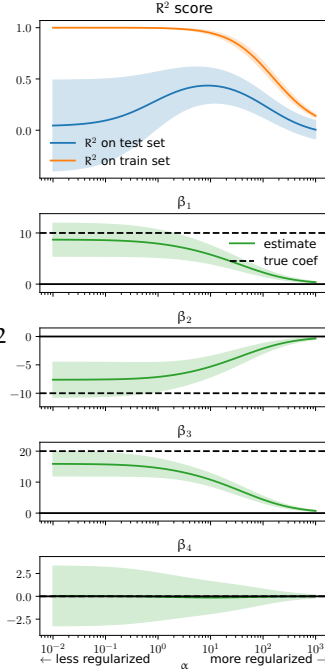 R² score
1.0
0.5
0.0
R² on test set
R² on train set
β₁
10
0
estimate
true coef
2
β₂
0
−5
−10
β₃
20
10
0
β₄
2.5
0.0
−2.5
10⁻² 10⁻¹ 10⁰ 10¹ 10² 10³
← less regularized α more regularized →